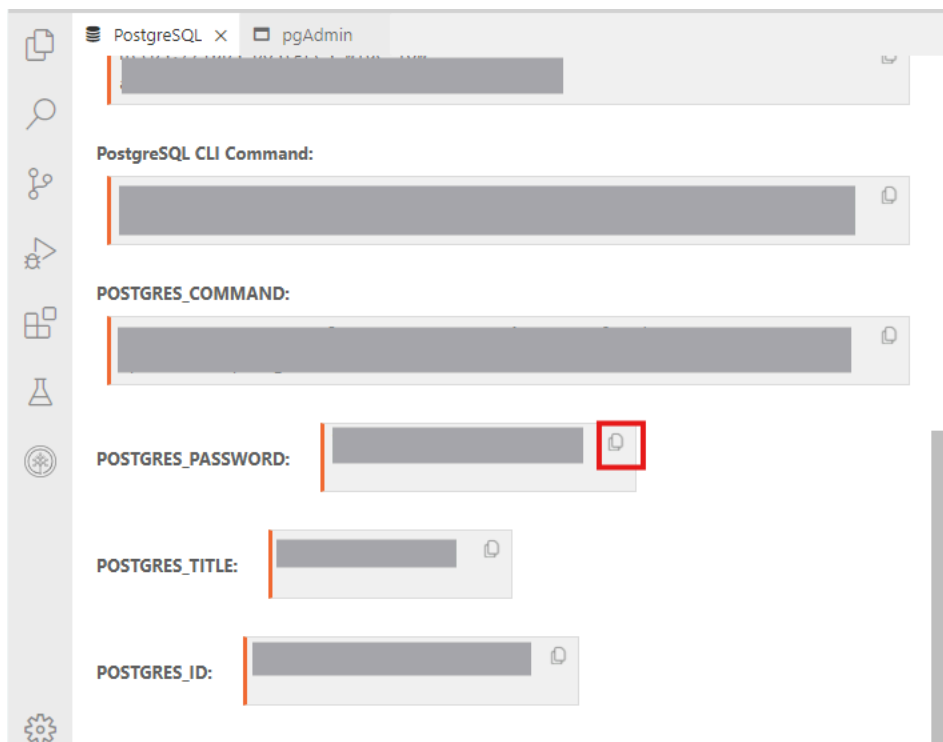 PostgreSQL
pgAdmin
PostgreSQL CLI Command:
POSTGRES_COMMAND:
POSTGRES_PASSWORD:
POSTGRES_TITLE:
POSTGRES_ID: